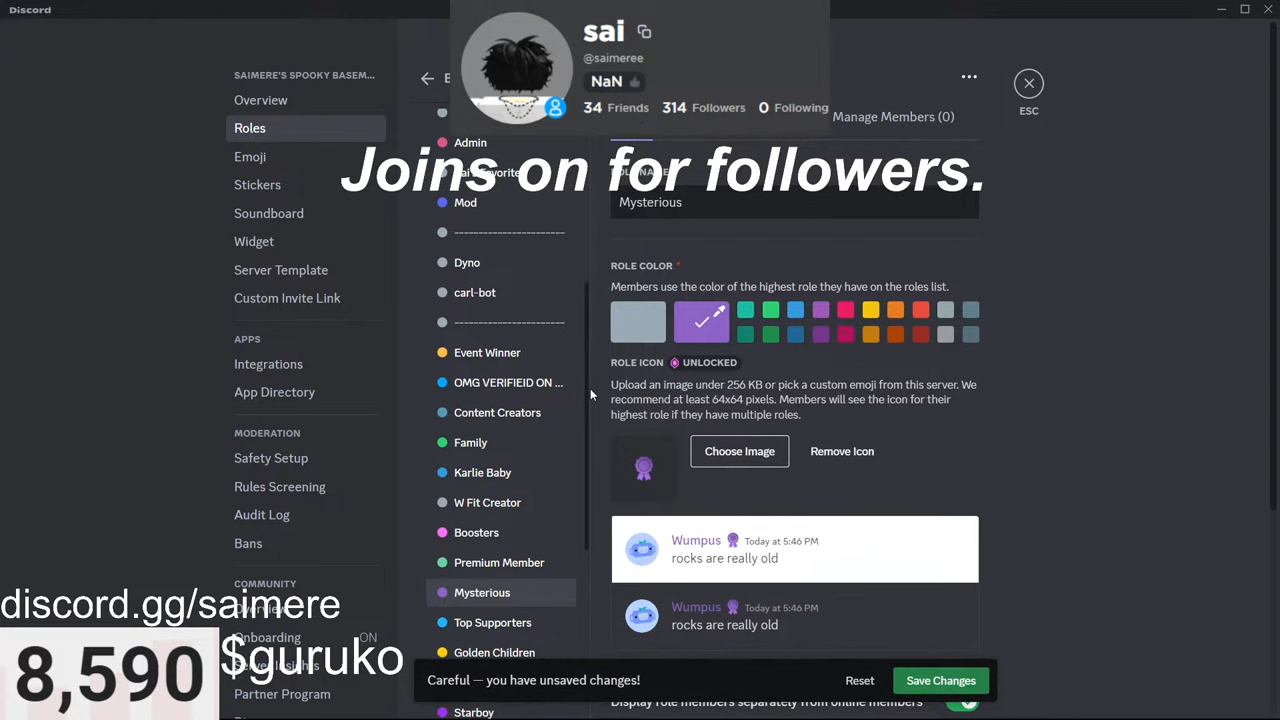 Discord
sai
@saimeree
NaN
34 Friends 314 Followers 0 Following
Joins on for followers.
SAIMERE'S SPOOKY BASEM...
Overview
Roles
Emoji
Stickers
Soundboard
Widget
Server Template
Custom Invite Link
APPS
Integrations
App Directory
MODERATION
Safety Setup
Rules Screening
Audit Log
Bans
COMMUNITY
Onboarding ON
Partner Program
discord.gg/saimere
8,590
$guruko
Admin
Mod
------------------------
Dyno
carl-bot
------------------------
Event Winner
OMG VERIFIEID ON ...
Content Creators
Family
Karlie Baby
W Fit Creator
Boosters
Premium Member
Mysterious
Top Supporters
Golden Children
Starboy
Manage Members (0)
ESC
Mysterious
ROLE COLOR *
Members use the color of the highest role they have on the roles list.
ROLE ICON UNLOCKED
Upload an image under 256 KB or pick a custom emoji from this server. We
recommend at least 64x64 pixels. Members will see the icon for their
highest role if they have multiple roles.
Choose Image
Remove Icon
Wumpus Today at 5:46 PM
rocks are really old
Wumpus Today at 5:46 PM
rocks are really old
Careful — you have unsaved changes!
Reset
Save Changes
Display role members separately from online members